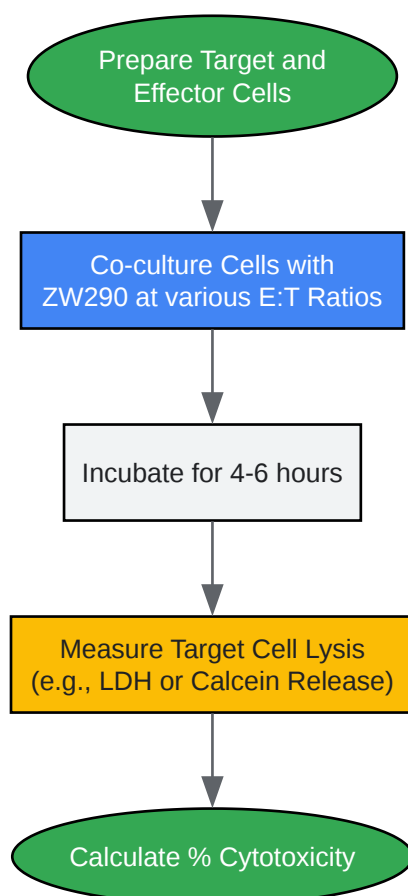 Prepare Target and
Effector Cells
Co-culture Cells with
ZW290 at various E:T Ratios
Incubate for 4-6 hours
Measure Target Cell Lysis
(e.g., LDH or Calcein Release)
Calculate % Cytotoxicity